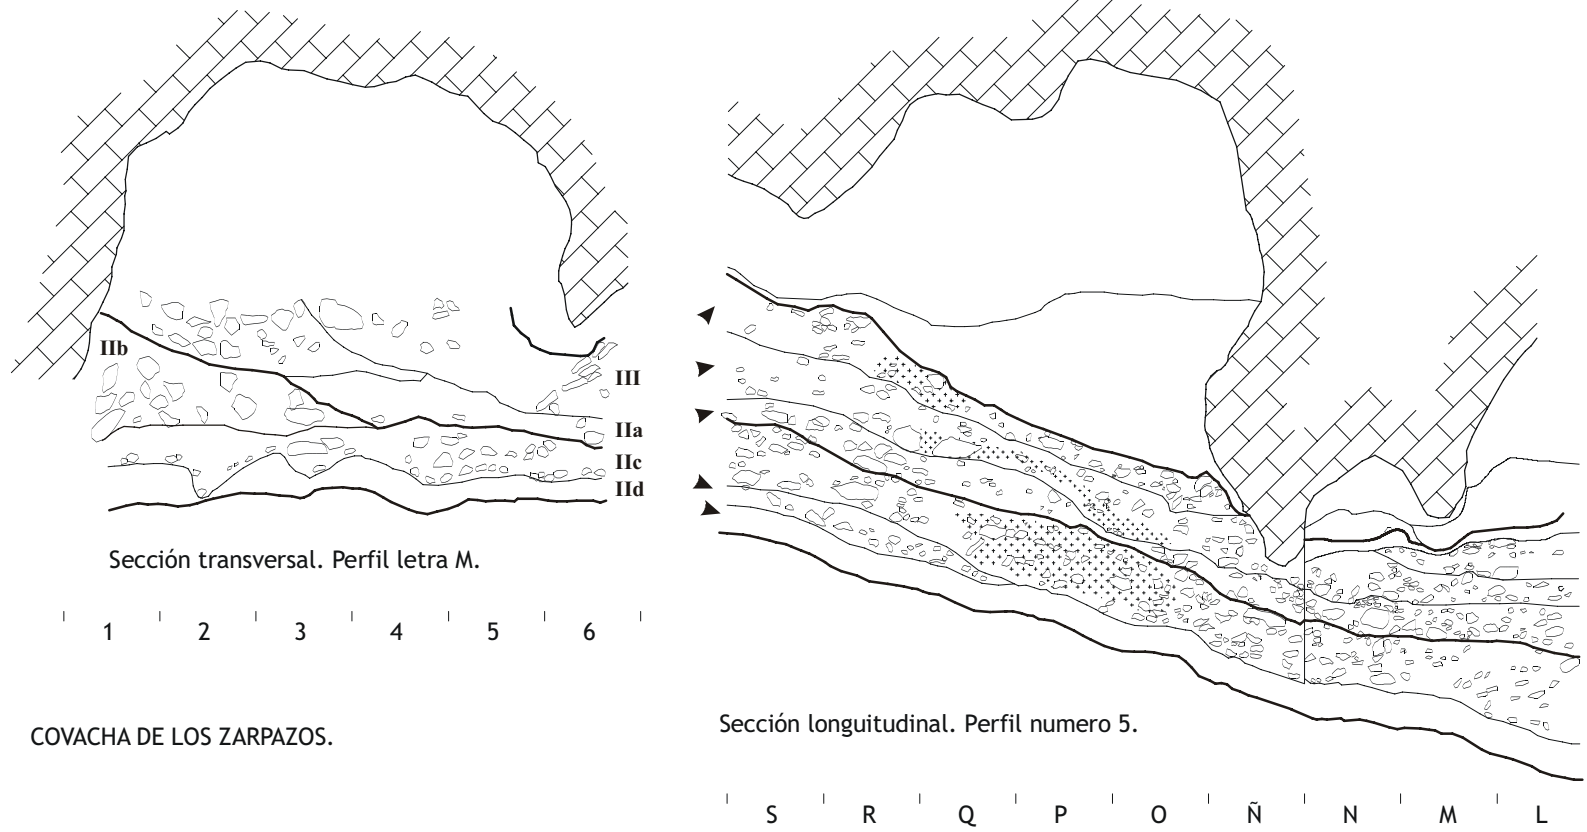 IIb
III
IIa
IIc
IId
Sección transversal. Perfil letra M.
1 2 3 4 5 6
COVACHA DE LOS ZARPAZOS.
Sección longuitudinal. Perfil numero 5.
S R Q P O Ñ N M L